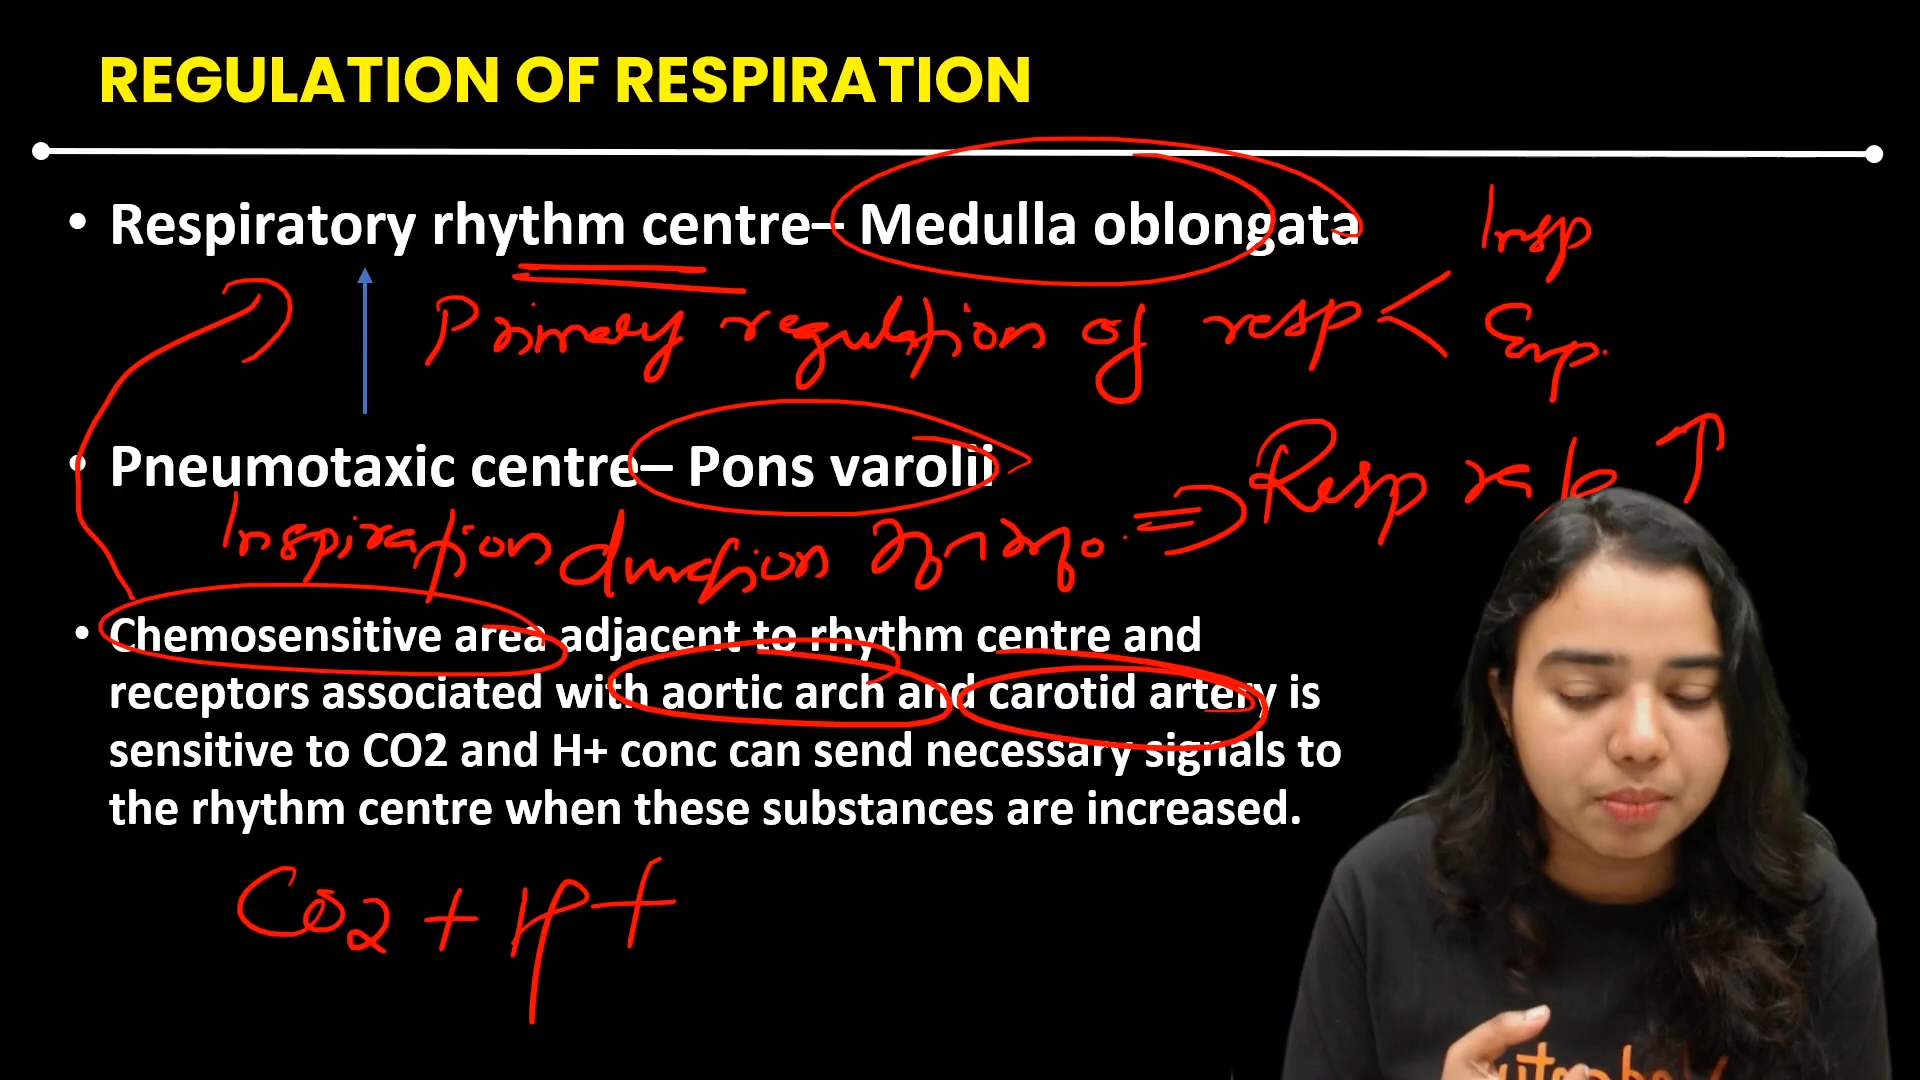 REGULATION OF RESPIRATION
• Respiratory rhythm centre– Medulla oblongata
Insp
Primary regulation of resp <
Exp.
• Pneumotaxic centre– Pons varolii
⇒ Resp rate ↑
Inspiration duration
• Chemosensitive area adjacent to rhythm centre and
receptors associated with aortic arch and carotid artery is
sensitive to CO2 and H+ conc can send necessary signals to
the rhythm centre when these substances are increased.
CO2 + H+